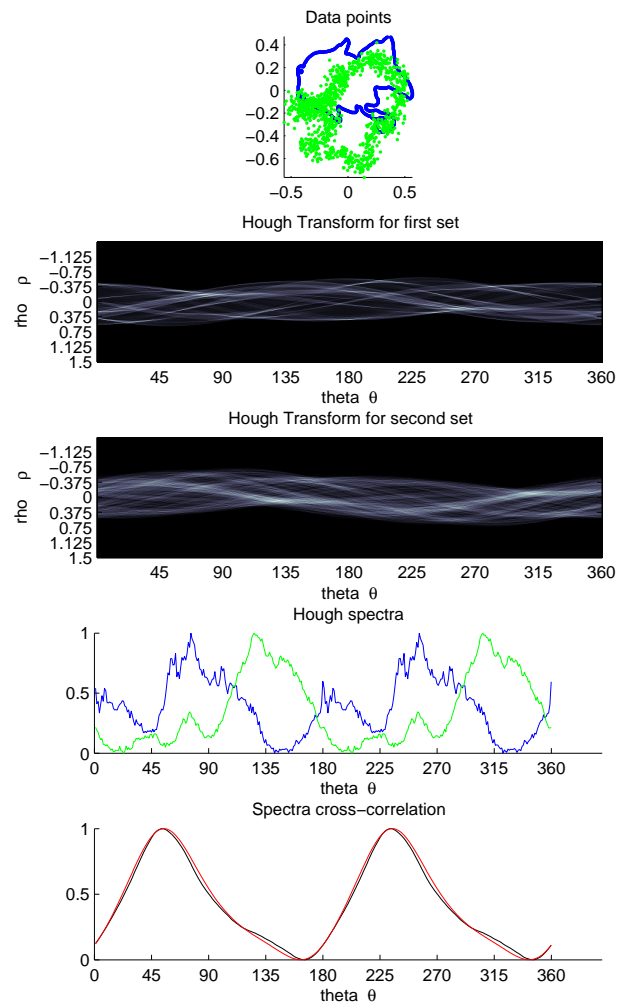 Data points
0.4
0.2
0
−0.2
−0.4
−0.6
−0.5 0 0.5
Hough Transform for first set
rho ρ
−1.125
−0.75
−0.375
0
0.375
0.75
1.125
1.5
45 90 135 180 225 270 315 360
theta θ
Hough Transform for second set
rho ρ
−1.125
−0.75
−0.375
0
0.375
0.75
1.125
1.5
45 90 135 180 225 270 315 360
theta θ
Hough spectra
1
0.5
0
0 45 90 135 180 225 270 315 360
theta θ
Spectra cross−correlation
1
0.5
0
0 45 90 135 180 225 270 315 360
theta θ